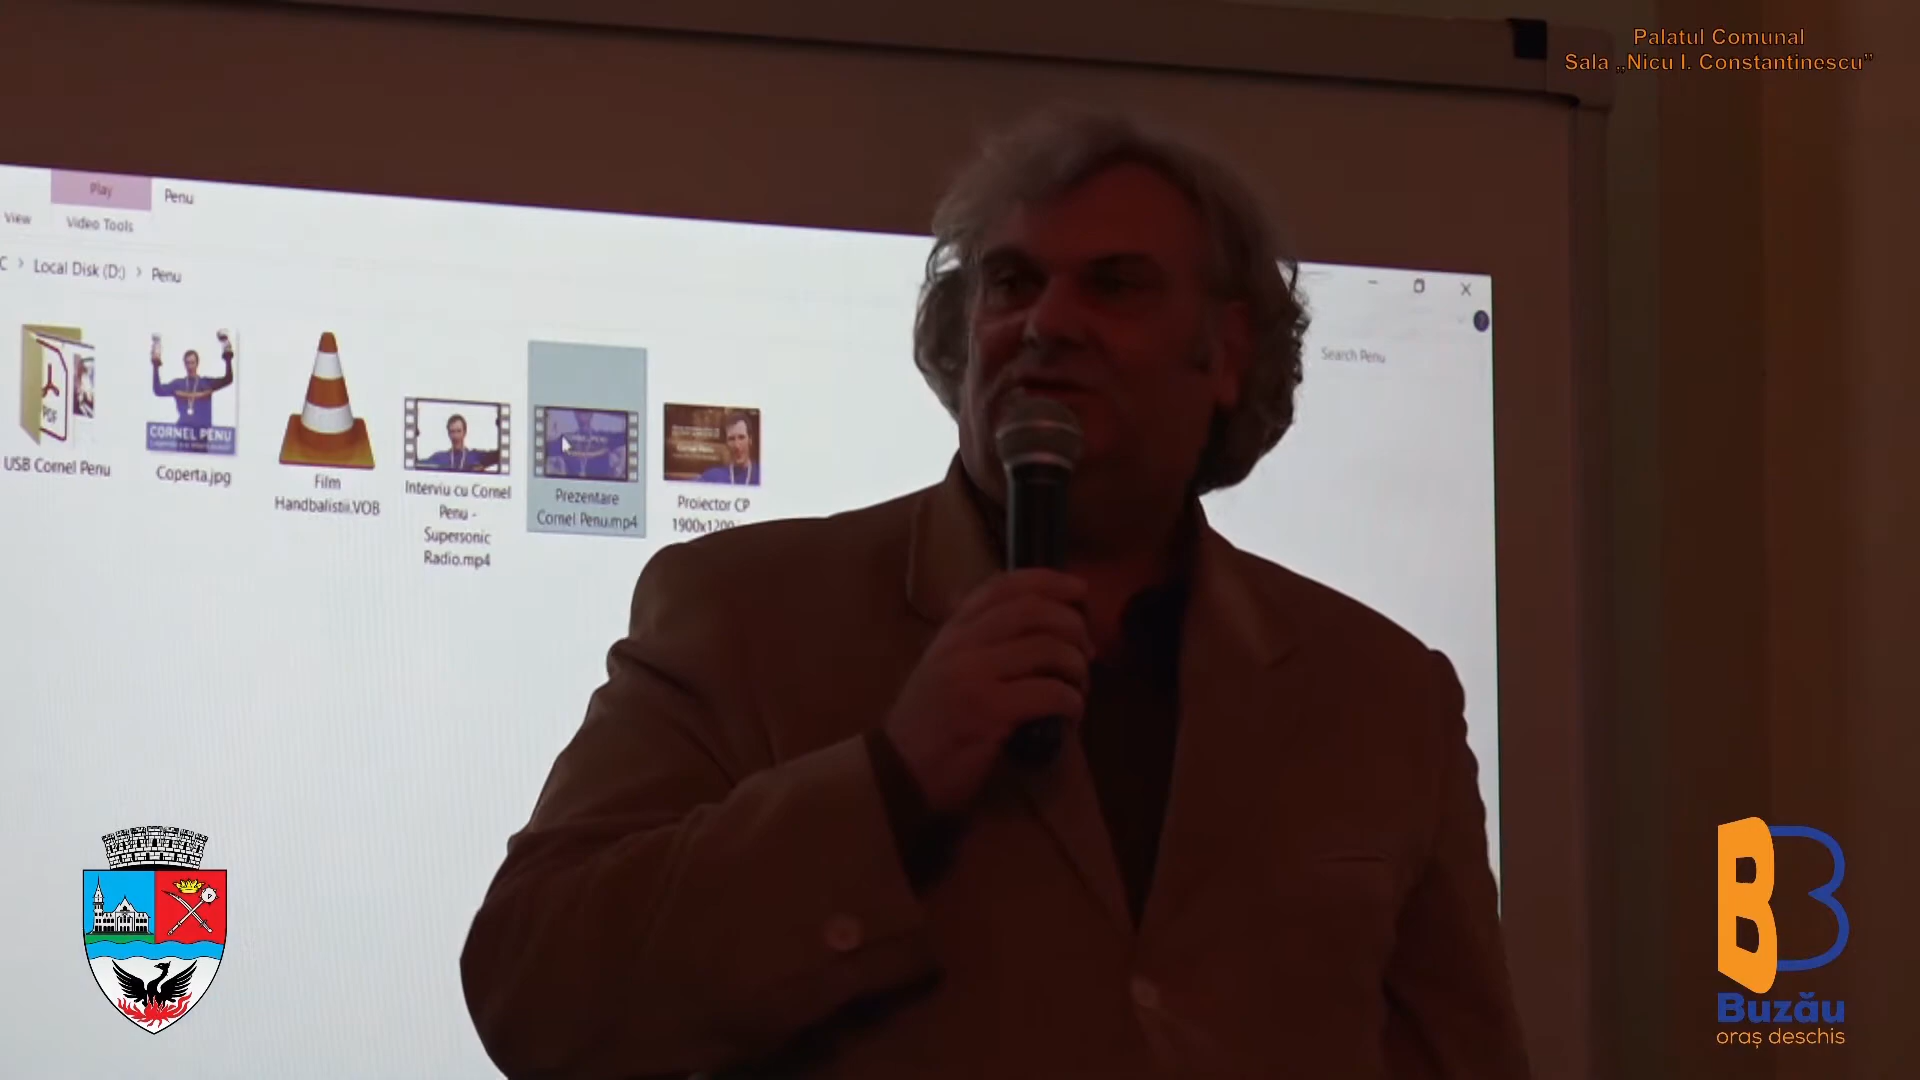 Palatul Comunal
Sala „Nicu I. Constantinescu”
Play
Penu
View
Video Tools
Local Disk (D:) > Penu
Search Penu
PDF
CORNEL PENU
USB Cornel Penu
Coperta.jpg
Film
Handbalistii.VOB
Interviu cu Cornel
Penu -
Supersonic
Radio.mp4
Prezentare
Cornel Penu.mp4
Proiector CP
1900x1200
Buzău
oraș deschis